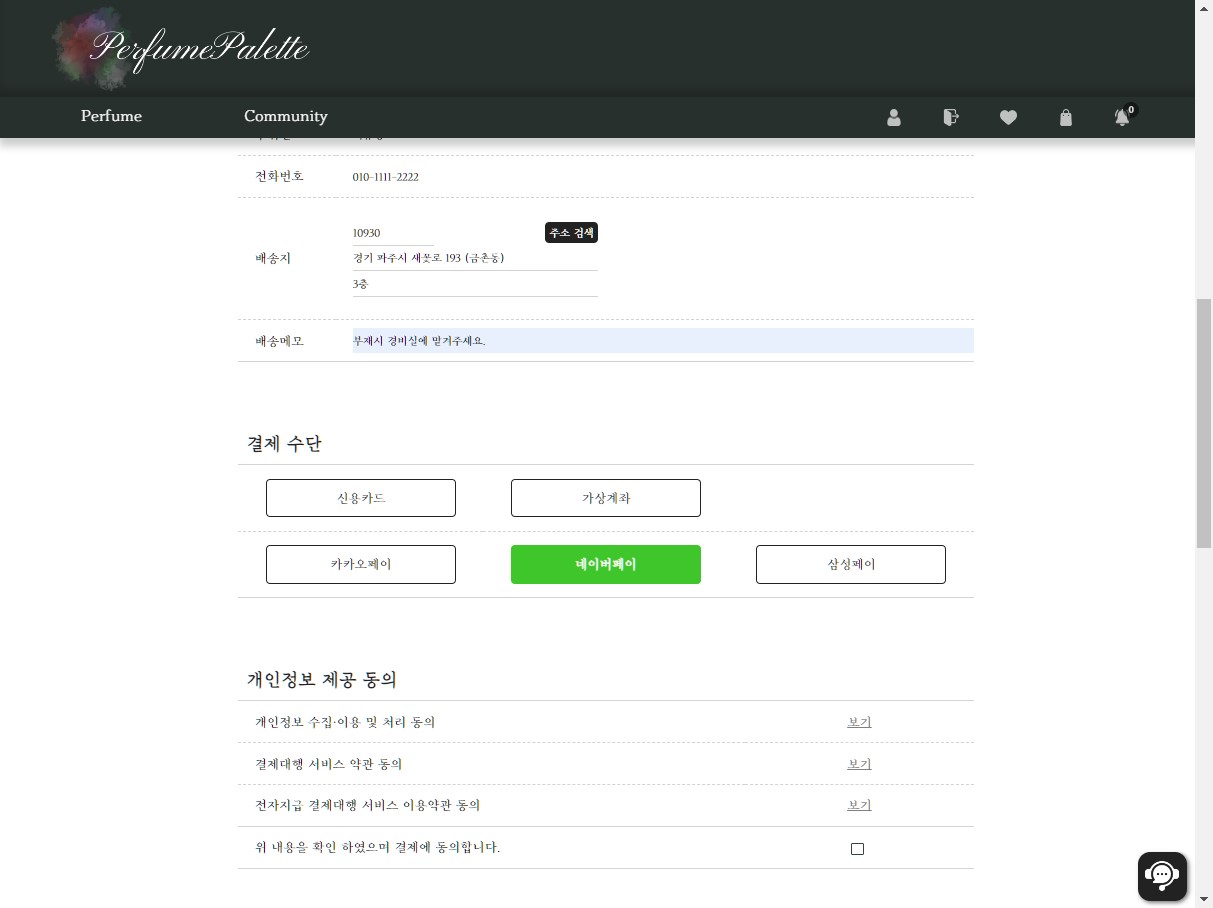 PerfumePalette
Perfume Community 0
전화번호 010-1111-2222
10930 주소 검색
배송지 경기 파주시 새꽃로 193 (금촌동)
3층
배송메모 부재시 경비실에 맡겨주세요.
결제 수단
신용카드 가상계좌
카카오페이 네이버페이 삼성페이
개인정보 제공 동의
개인정보 수집·이용 및 처리 동의 보기
결제대행 서비스 약관 동의 보기
전자지급 결제대행 서비스 이용약관 동의 보기
위 내용을 확인 하였으며 결제에 동의합니다.